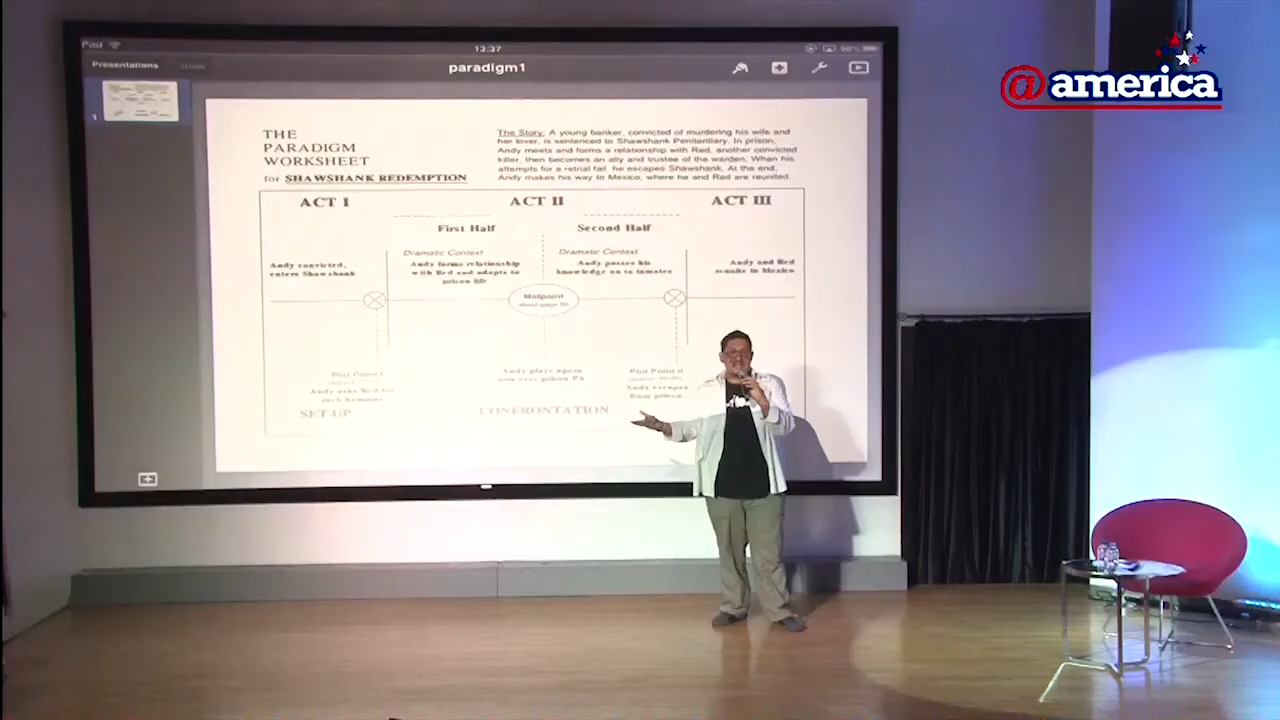 Pad
13:37
98%
Presentations
Undo
paradigm1
@america
1
THE
PARADIGM
WORKSHEET
for SHAWSHANK REDEMPTION
The Story: A young banker, convicted of murdering his wife and
her lover, is sentenced to Shawshank Penitentiary. In prison,
Andy meets and forms a relationship with Red, another convicted
killer, then becomes an ally and trustee of the warden. When his
attempts for a retrial fail, he escapes Shawshank. At the end,
Andy makes his way to Mexico, where he and Red are reunited.
ACT I
ACT II
ACT III
First Half
Second Half
Dramatic Context
Dramatic Context
Andy convicted,
enters Shawshank
Andy forms relationship
with Red and adapts to
prison life
Andy passes his
knowledge on to inmates
Andy and Red
reunite in Mexico
Midpoint
about page 60
Plot Point I
Andy asks Red for
rock hammer
Andy plays opera
aria over prison PA
Plot Point II
Andy escapes
from prison
SET-UP
CONFRONTATION